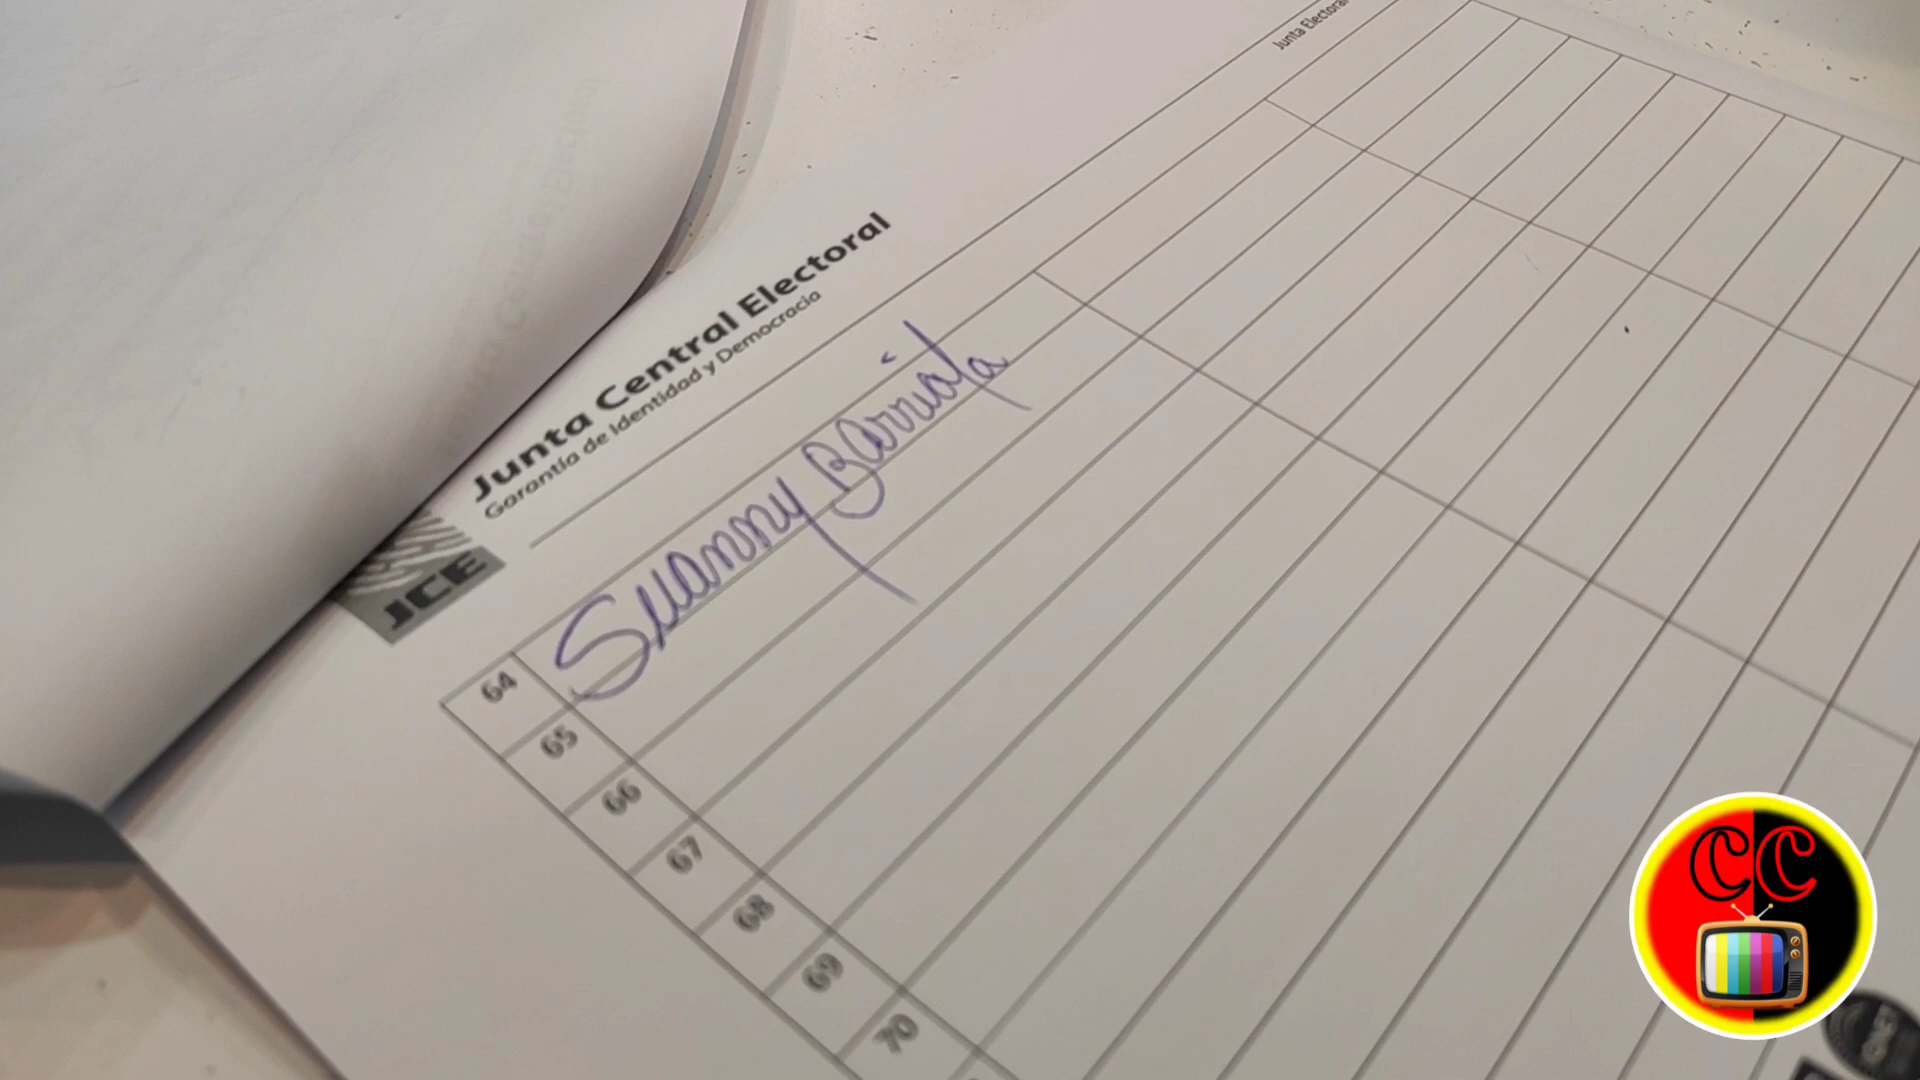 Junta Electoral
Junta Central Electoral
Garantía de Identidad y Democracia
JCE
64
65
66
67
68
69
70
CC